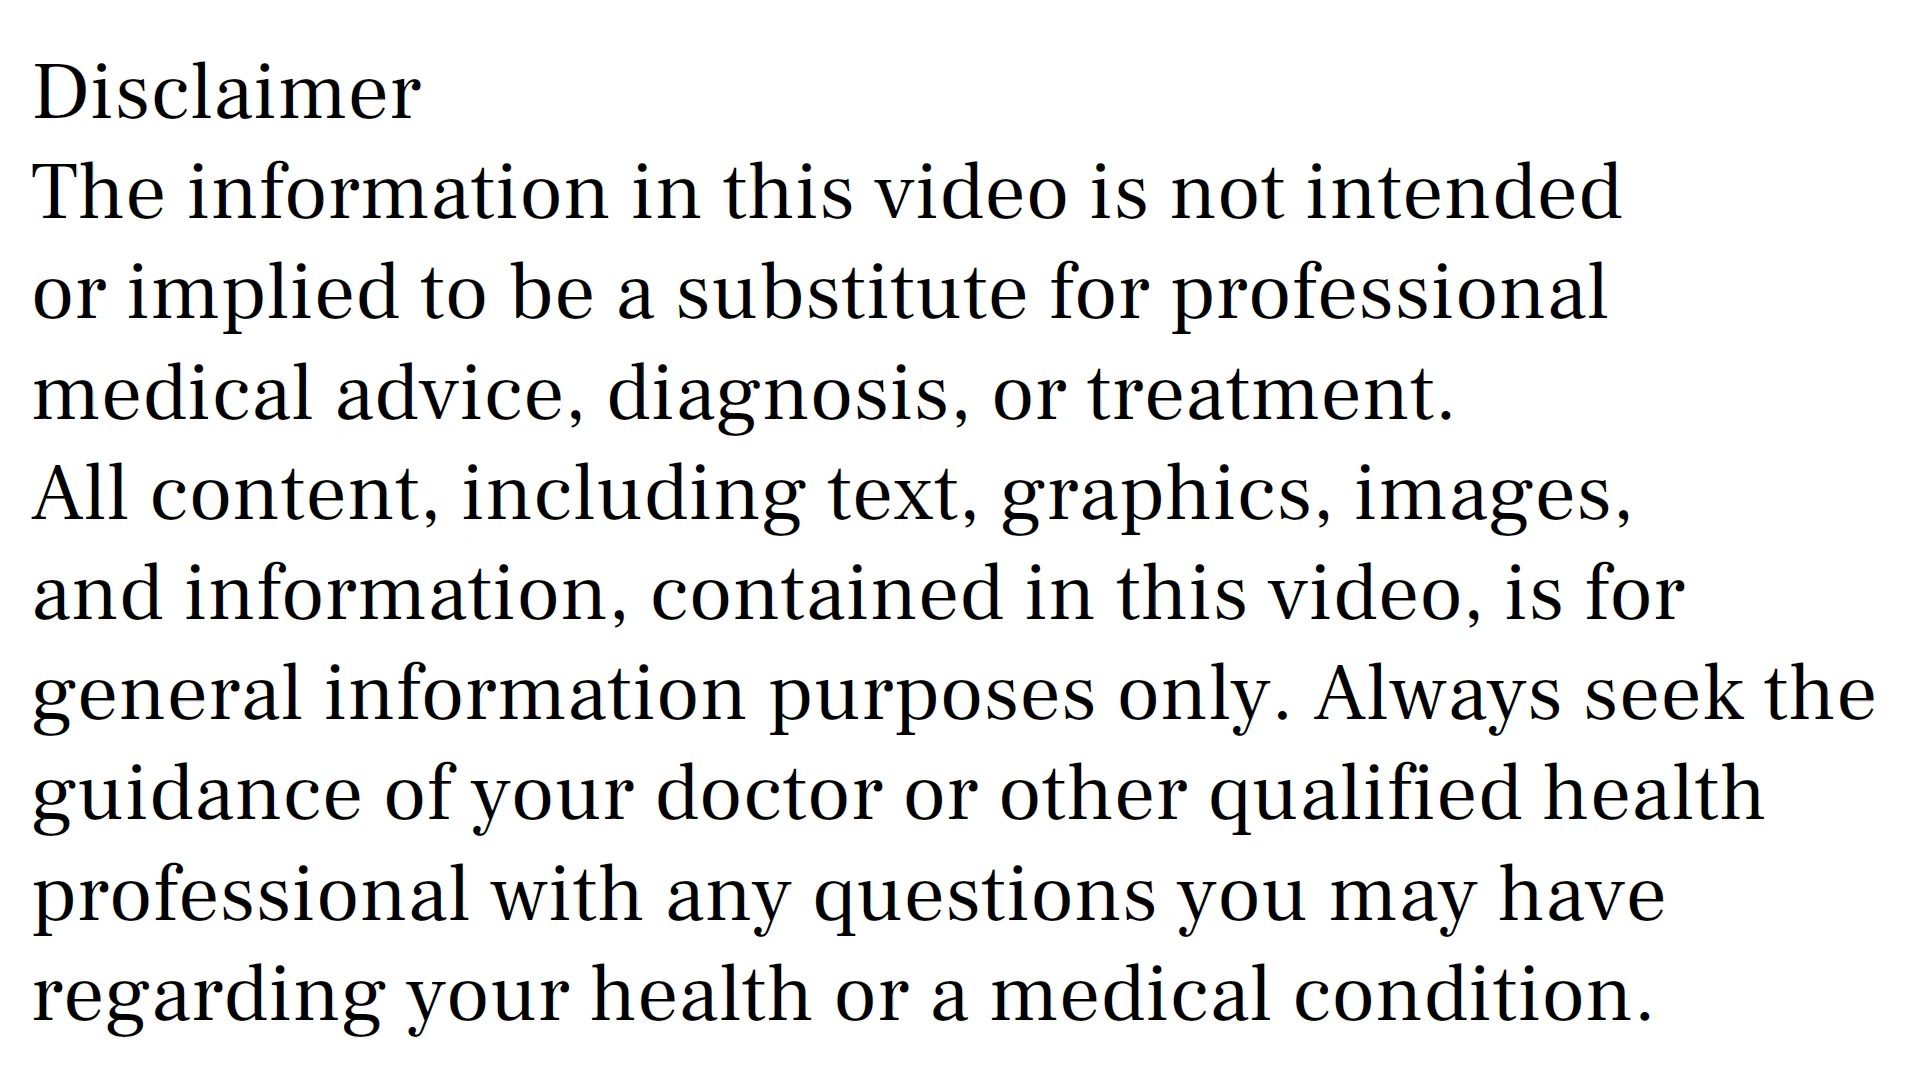 Disclaimer
The information in this video is not intended
or implied to be a substitute for professional
medical advice, diagnosis, or treatment.
All content, including text, graphics, images,
and information, contained in this video, is for
general information purposes only. Always seek the
guidance of your doctor or other qualified health
professional with any questions you may have
regarding your health or a medical condition.